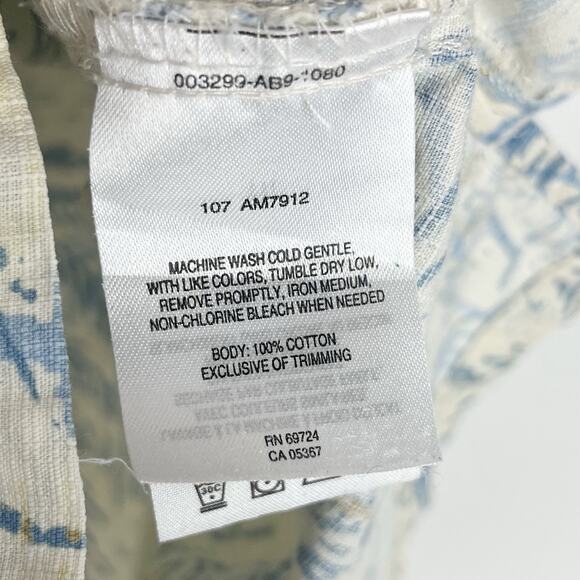 003299-AB9-1080
107 AM7912
MACHINE WASH COLD GENTLE,
WITH LIKE COLORS, TUMBLE DRY LOW,
REMOVE PROMPTLY, IRON MEDIUM,
NON-CHLORINE BLEACH WHEN NEEDED
BODY: 100% COTTON
EXCLUSIVE OF TRIMMING
RN 69724
CA 05367
30C